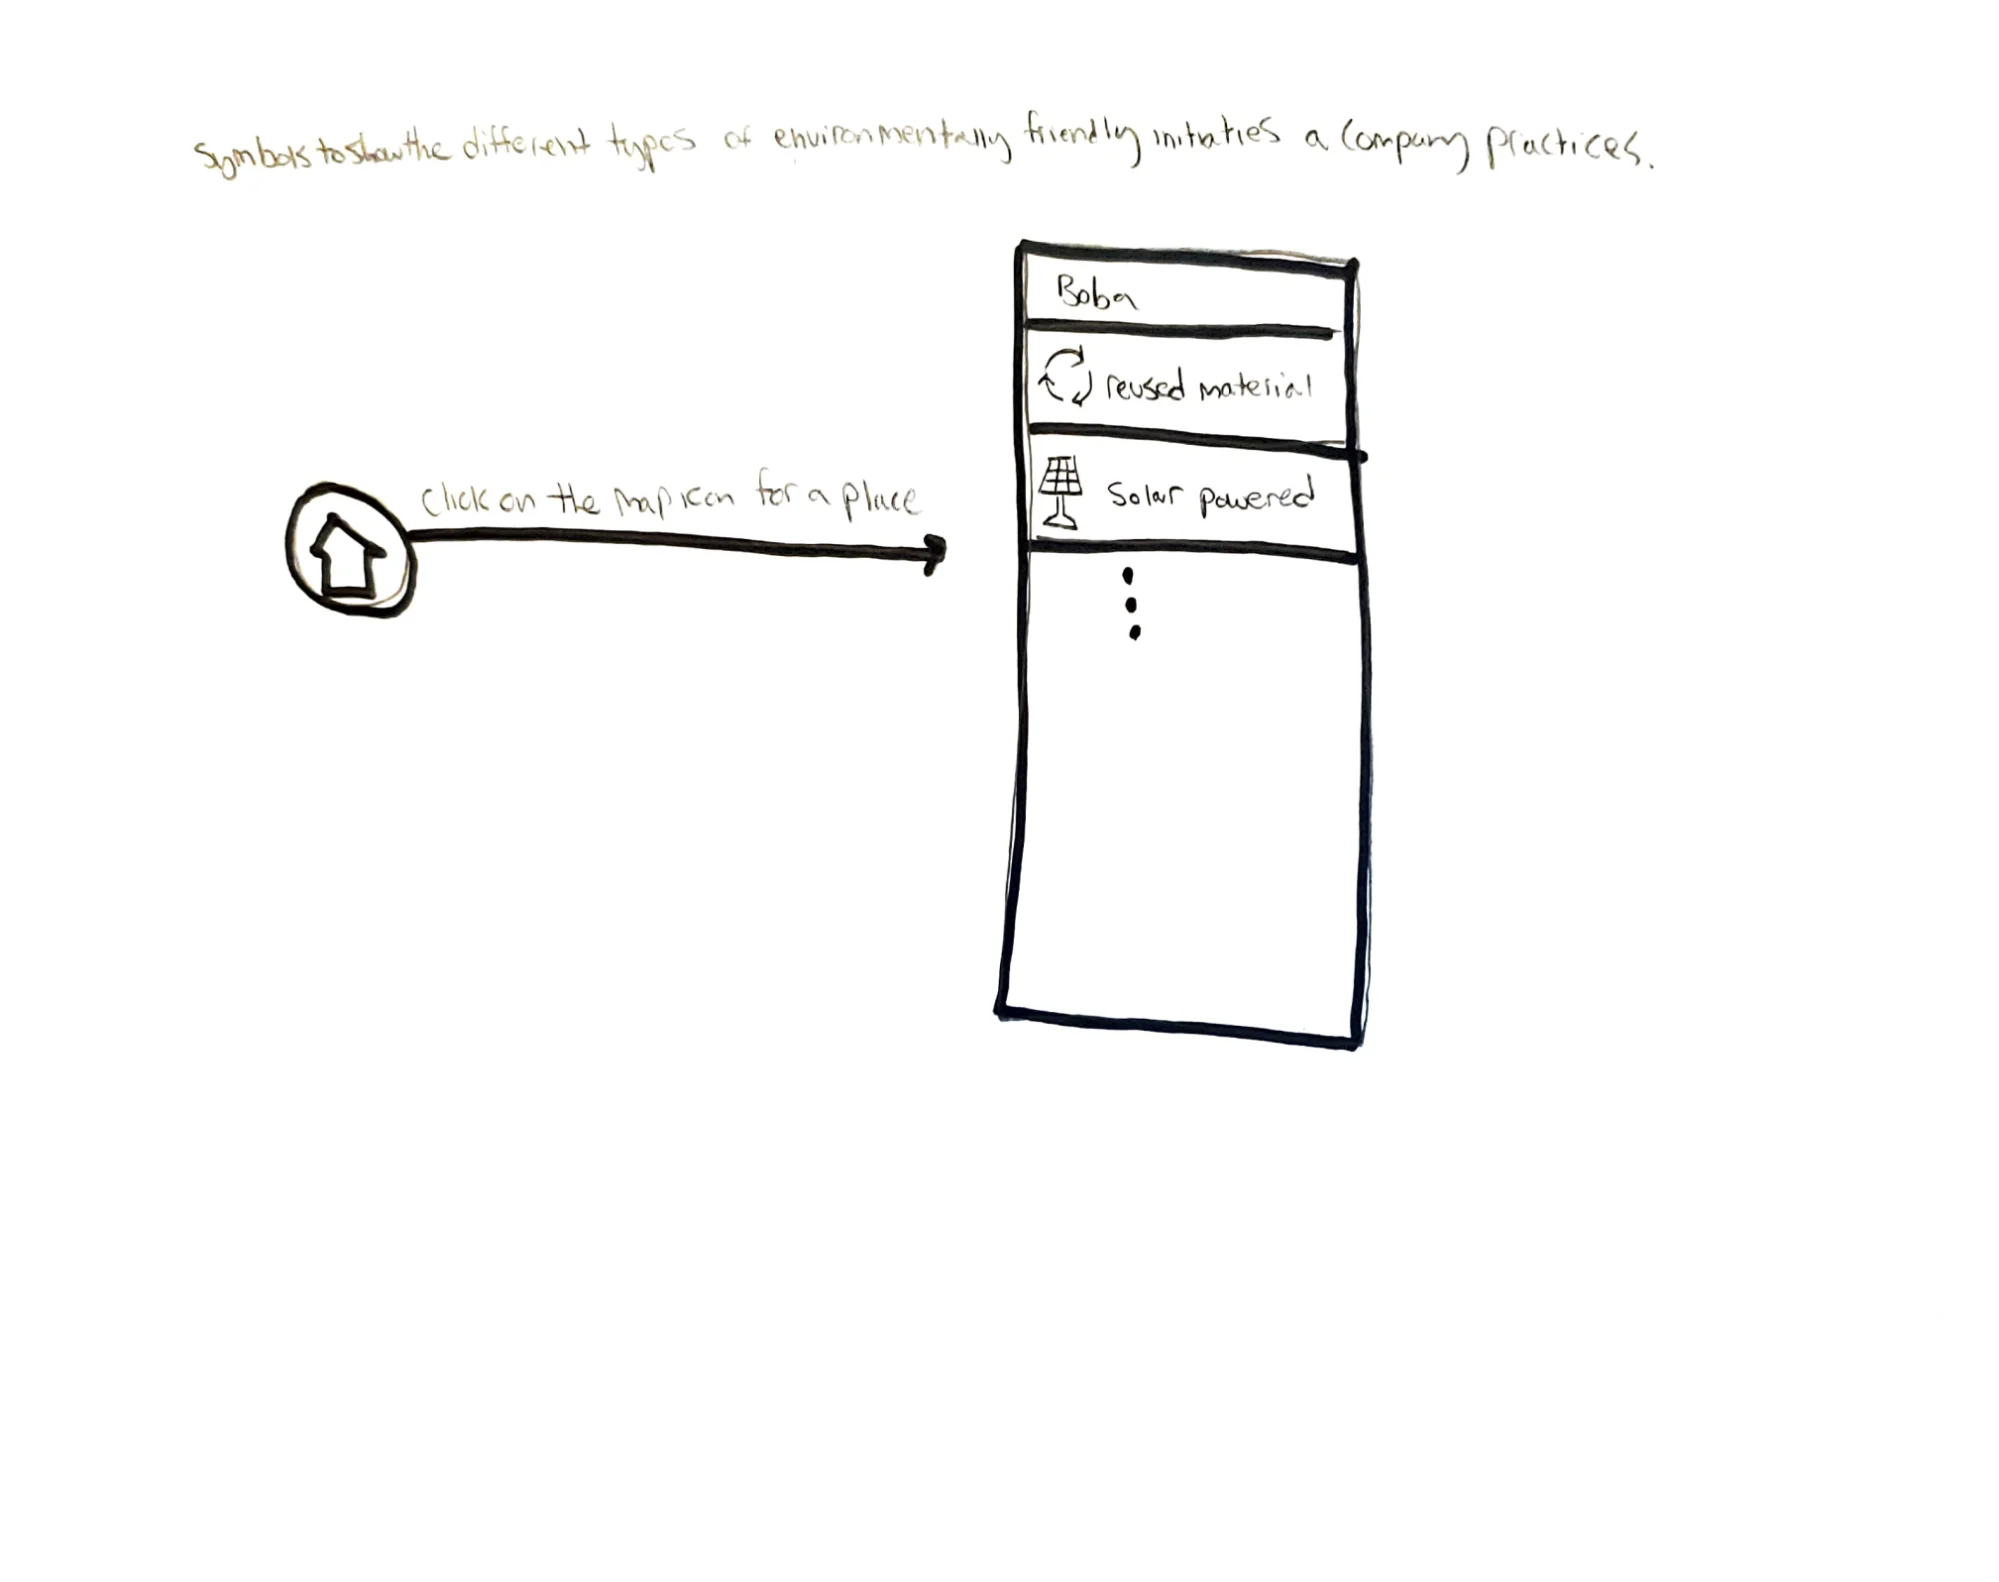 Symbols to show the different types of environmentally friendly initiaties a company practices.
Boba
reused material
Click on the map icon for a place
Solar powered